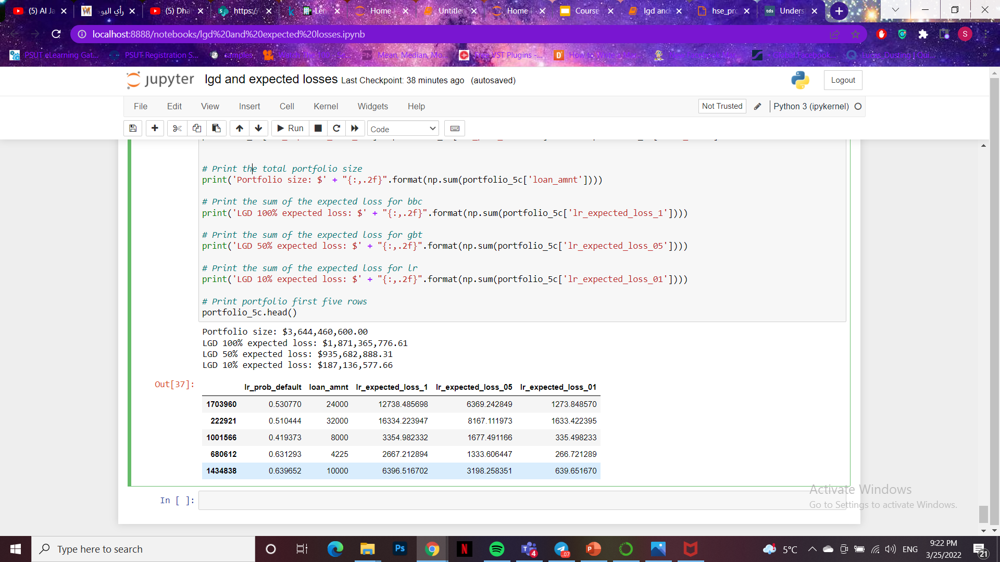 (5) Al Ja
رأي اليوم
(5) Dha
https:/
Len
Home
Untitle
Home
Course
lgd and
hse_pro
tds Unders
localhost:8888/notebooks/lgd%20and%20expected%20losses.ipynb
S
PSUT eLearning Gat...
PSUT-Registration S...
samples
Mean, Median, Mo...
Free VST Plugins -...
How to Write a Ma...
jupyter lgd and expected losses Last Checkpoint: 38 minutes ago (autosaved)
Logout
File Edit View Insert Cell Kernel Widgets Help
Not Trusted
Python 3 (ipykernel)
Run
Code
# Print the total portfolio size
print('Portfolio size: $' + "{:,.2f}".format(np.sum(portfolio_5c['loan_amnt'])))
# Print the sum of the expected loss for bbc
print('LGD 100% expected loss: $' + "{:,.2f}".format(np.sum(portfolio_5c['lr_expected_loss_1'])))
# Print the sum of the expected loss for gbt
print('LGD 50% expected loss: $' + "{:,.2f}".format(np.sum(portfolio_5c['lr_expected_loss_05'])))
# Print the sum of the expected loss for lr
print('LGD 10% expected loss: $' + "{:,.2f}".format(np.sum(portfolio_5c['lr_expected_loss_01'])))
# Print portfolio first five rows
portfolio_5c.head()
Portfolio size: $3,644,460,600.00
LGD 100% expected loss: $1,871,365,776.61
LGD 50% expected loss: $935,682,888.31
LGD 10% expected loss: $187,136,577.66
Out[37]:
lr_prob_default loan_amnt lr_expected_loss_1 lr_expected_loss_05 lr_expected_loss_01
1703960 0.530770 24000 12738.485698 6369.242849 1273.848570
222921 0.510444 32000 16334.223947 8167.111973 1633.422395
1001566 0.419373 8000 3354.982332 1677.491166 335.498233
680612 0.631293 4225 2667.212894 1333.606447 266.721289
1434838 0.639652 10000 6396.516702 3198.258351 639.651670
In [ ]:
Activate Windows
Go to Settings to activate Windows.
Type here to search
Ps
N
4
..07
P
5°C
ENG
9:22 PM
3/25/2022
21